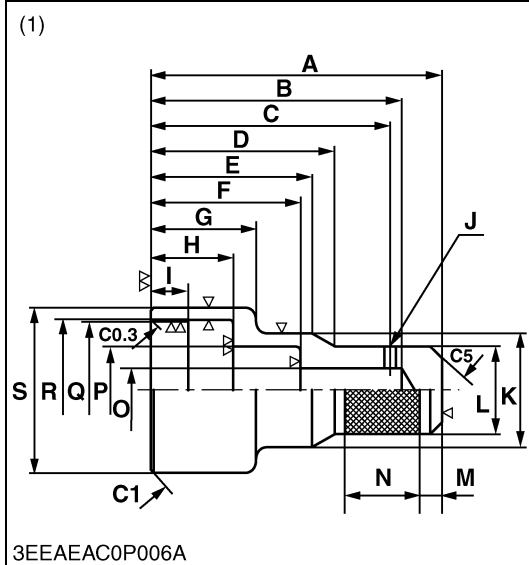 (1)
A
B
C
D
E
F
G
J
H
I
C0.3
C5
S R Q P O
L K
C1
N M
3EEAEAC0P006A